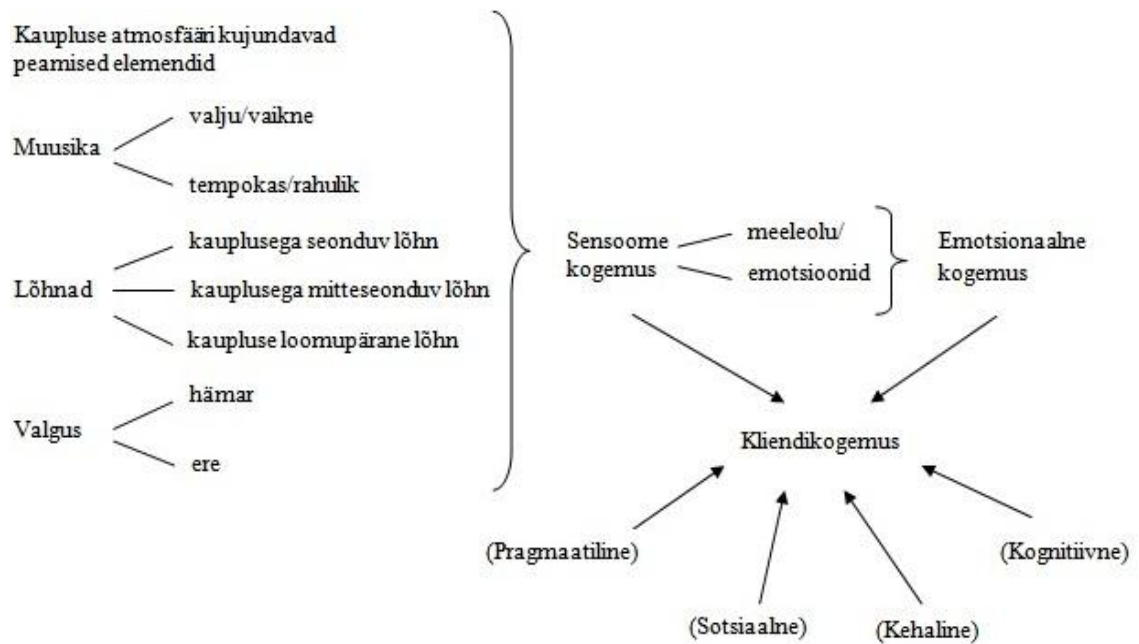 Kaupluse atmosfääri kujundavad
peamised elemendid
Muusika
valju/vaikne
tempokas/rahulik
Lõhnad
kauplusega seonduv lõhn
kauplusega mitteseonduv lõhn
kaupluse loomupärane lõhn
Valgus
hämar
ere
Sensoorne
kogemus
meeleolu/
emotsioonid
Emotsionaalne
kogemus
Kliendikogemus
(Pragmaatiline)
(Sotsiaalne)
(Kehaline)
(Kognitiivne)